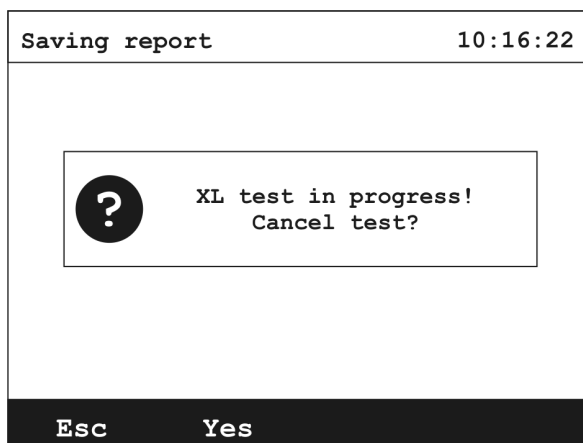 Saving report 10:16:22
?
XL test in progress!
Cancel test?
Esc Yes